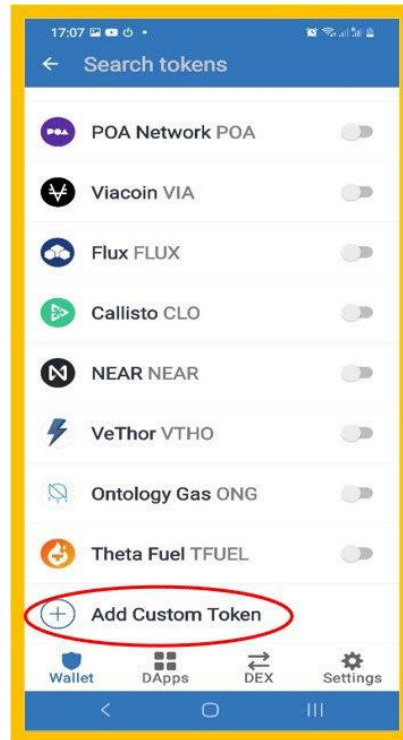 17:07
Search tokens
POA Network POA
Viacoin VIA
Flux FLUX
Callisto CLO
NEAR NEAR
VeThor VTHO
Ontology Gas ONG
Theta Fuel TFUEL
Add Custom Token
Wallet DApps DEX Settings